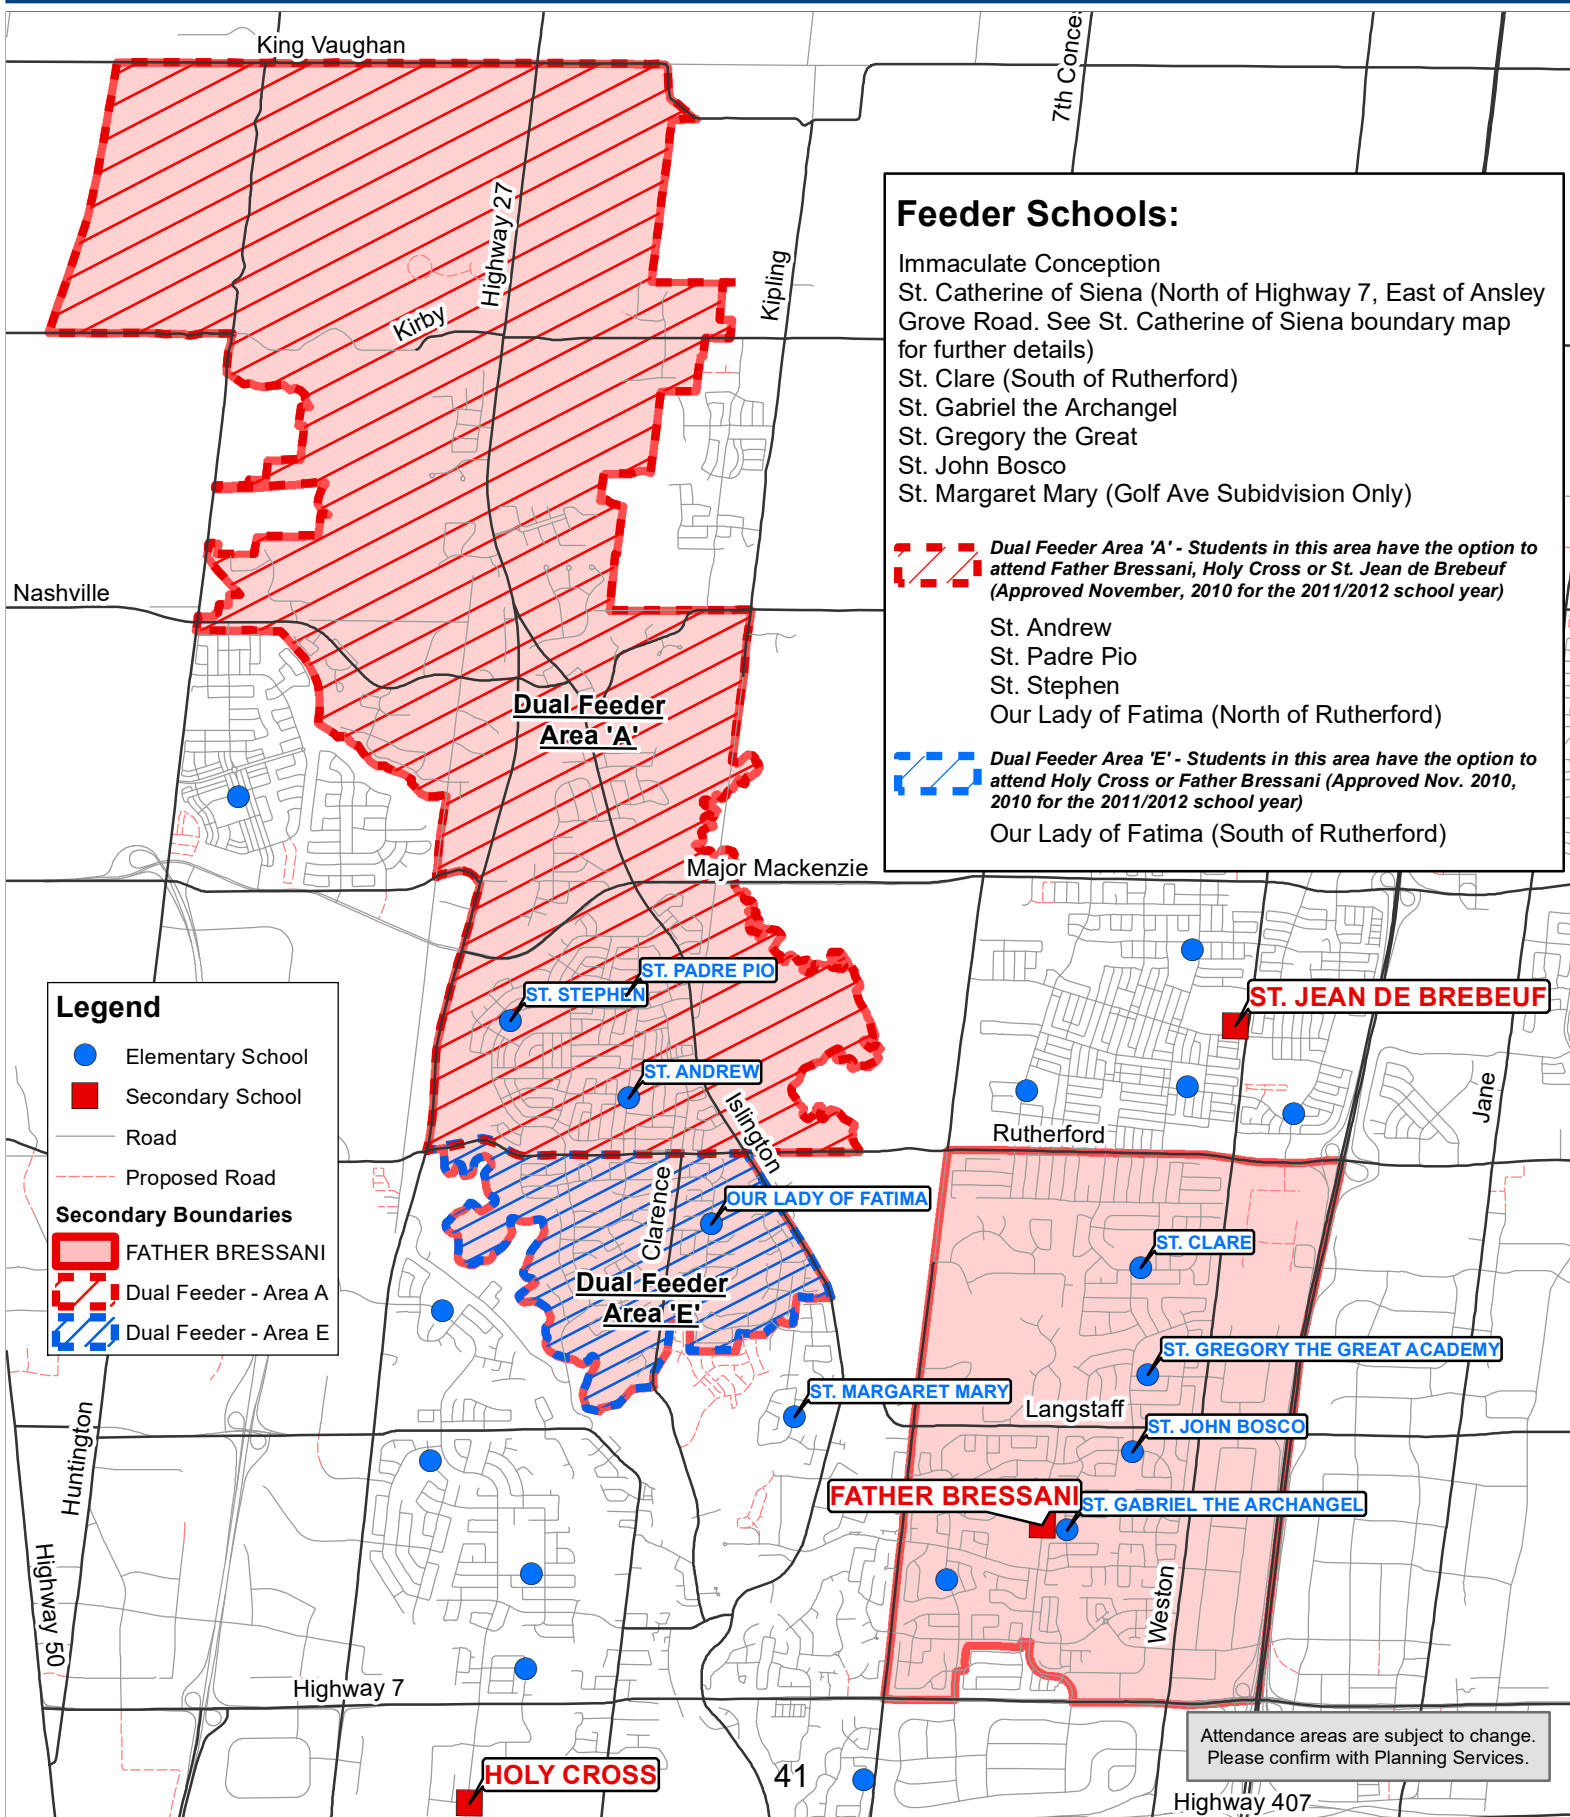 King Vaughan
7th Conces
Highway 27
Kipling
Kirby
Feeder Schools:
Immaculate Conception
St. Catherine of Siena (North of Highway 7, East of Ansley
Grove Road. See St. Catherine of Siena boundary map
for further details)
St. Clare (South of Rutherford)
St. Gabriel the Archangel
St. Gregory the Great
St. John Bosco
St. Margaret Mary (Golf Ave Subidvision Only)
Dual Feeder Area 'A' - Students in this area have the option to
attend Father Bressani, Holy Cross or St. Jean de Brebeuf
(Approved November, 2010 for the 2011/2012 school year)
St. Andrew
St. Padre Pio
St. Stephen
Our Lady of Fatima (North of Rutherford)
Dual Feeder Area 'E' - Students in this area have the option to
attend Holy Cross or Father Bressani (Approved Nov. 2010,
2010 for the 2011/2012 school year)
Our Lady of Fatima (South of Rutherford)
Nashville
Dual Feeder
Area 'A'
Major Mackenzie
ST. PADRE PIO
ST. STEPHEN
ST. JEAN DE BREBEUF
ST. ANDREW
Islington
Jane
Rutherford
Legend
Elementary School
Secondary School
Road
Proposed Road
Secondary Boundaries
FATHER BRESSANI
Dual Feeder - Area A
Dual Feeder - Area E
Clarence
OUR LADY OF FATIMA
ST. CLARE
Dual Feeder
Area 'E'
ST. GREGORY THE GREAT ACADEMY
ST. MARGARET MARY
Langstaff
ST. JOHN BOSCO
Huntington
FATHER BRESSANI
ST. GABRIEL THE ARCHANGEL
Highway 50
Weston
Highway 7
Attendance areas are subject to change.
Please confirm with Planning Services.
HOLY CROSS
41
Highway 407